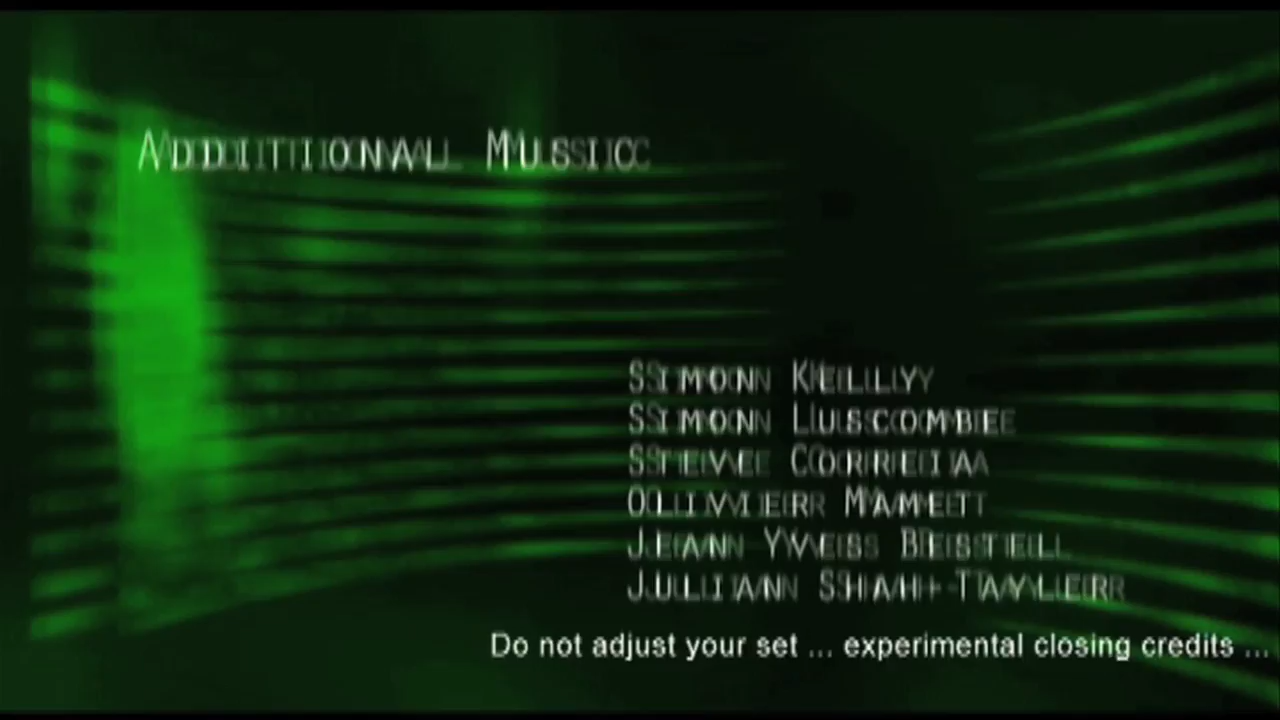 Additional Music
Simon Kelly
Simon Luscombe
Steve Correia
Olivier Mamet
Jean Yves Bestel
Julian Shah-Tayler
Do not adjust your set ... experimental closing credits ...